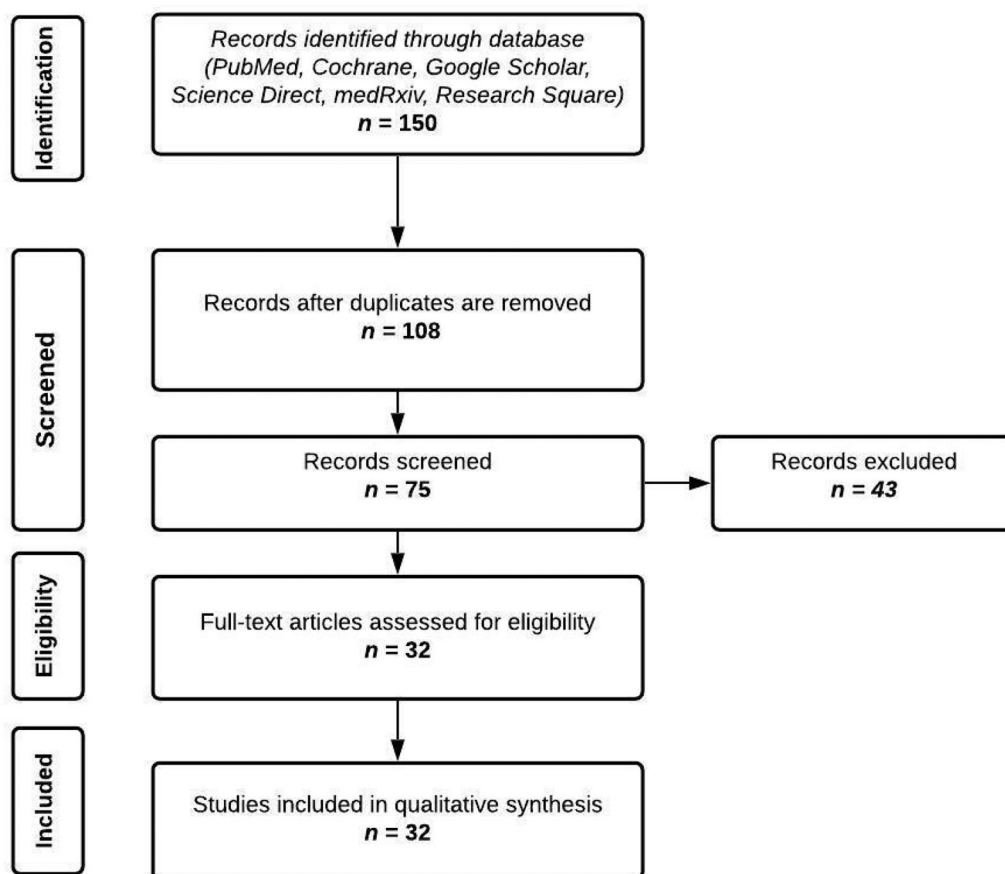 Identification
Records identified through database
(PubMed, Cochrane, Google Scholar,
Science Direct, medRxiv, Research Square)
n = 150
Screened
Records after duplicates are removed
n = 108
Records screened
n = 75
Records excluded
n = 43
Eligibility
Full-text articles assessed for eligibility
n = 32
Included
Studies included in qualitative synthesis
n = 32